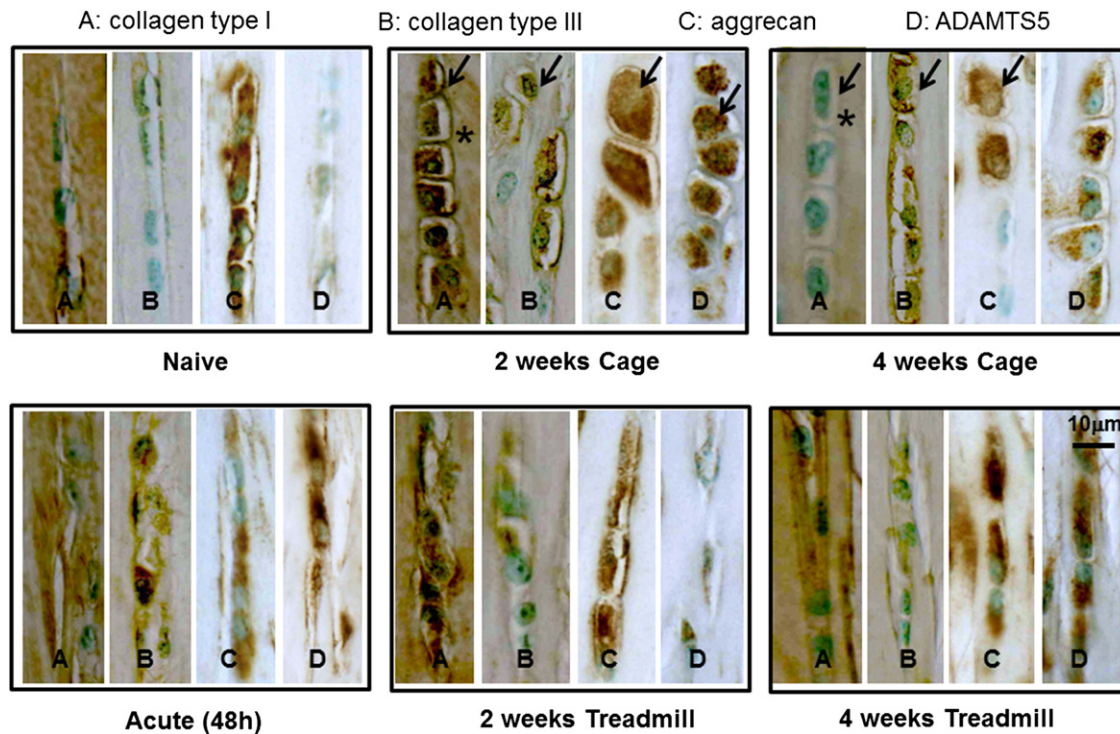 A: collagen type I B: collagen type III C: aggrecan D: ADAMTS5
A B C D
* A B C D
* A B C D
Naive
2 weeks Cage
4 weeks Cage
A B C D
A B C D
10μm
A B C D
Acute (48h)
2 weeks Treadmill
4 weeks Treadmill